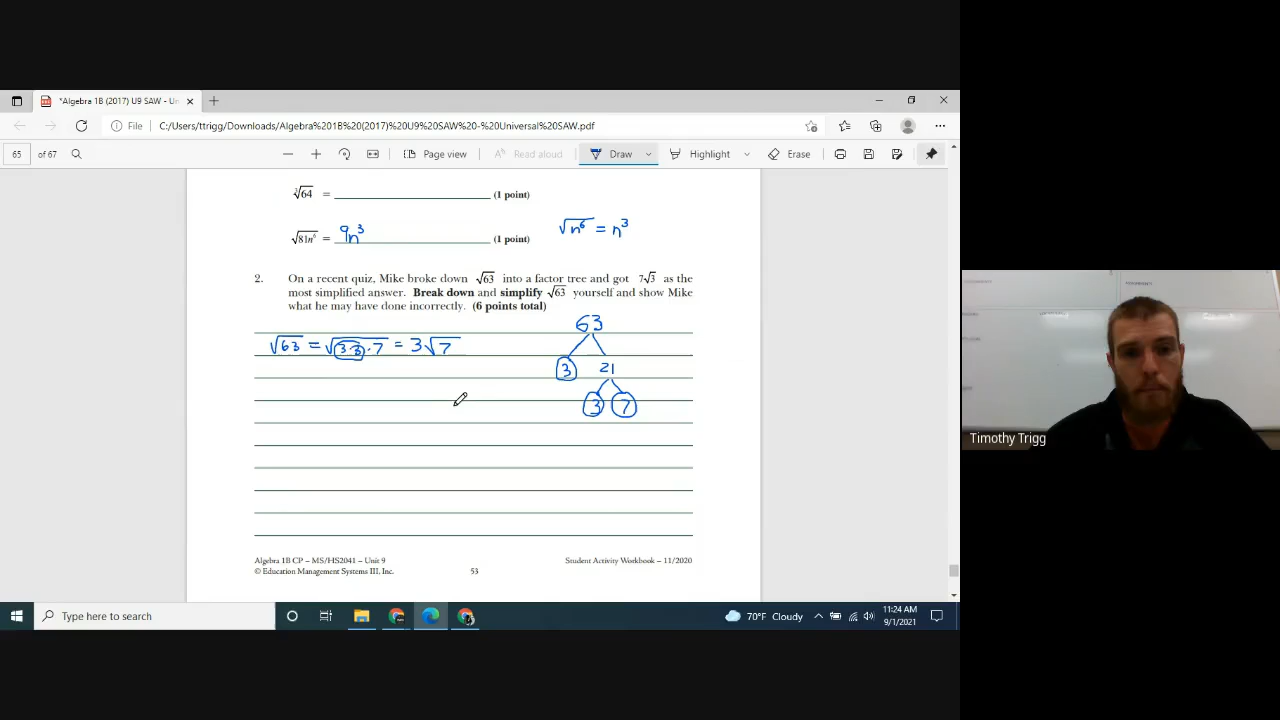 *Algebra 1B (2017) U9 SAW - Un
File C:/Users/ttrigg/Downloads/Algebra%201B%20(2017)%20U9%20SAW%20-%20Universal%20SAW.pdf
65 of 67 Page view Read aloud Draw Highlight Erase
∛64 = (1 point)
√81n⁶ = 9n³ (1 point) √n⁶ = n³
2. On a recent quiz, Mike broke down √63 into a factor tree and got 7√3 as the
most simplified answer. Break down and simplify √63 yourself and show Mike
what he may have done incorrectly. (6 points total)
63
√63 = √3·3·7 = 3√7
3 21
3 7
Timothy Trigg
Algebra 1B CP – MS/HS2041 – Unit 9 Student Activity Workbook – 11/2020
© Education Management Systems III, Inc. 53
Type here to search 70°F Cloudy 11:24 AM
9/1/2021